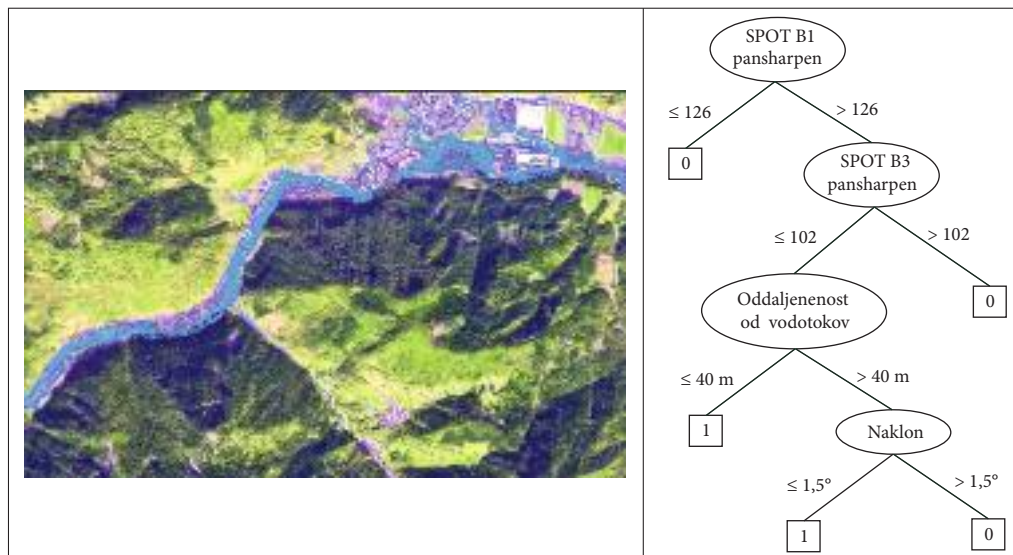 SPOT B1
pansharpen
≤ 126
> 126
0
SPOT B3
pansharpen
≤ 102
> 102
Oddaljenenost
od vodotokov
0
≤ 40 m
> 40 m
1
Naklon
≤ 1,5°
> 1,5°
1
0